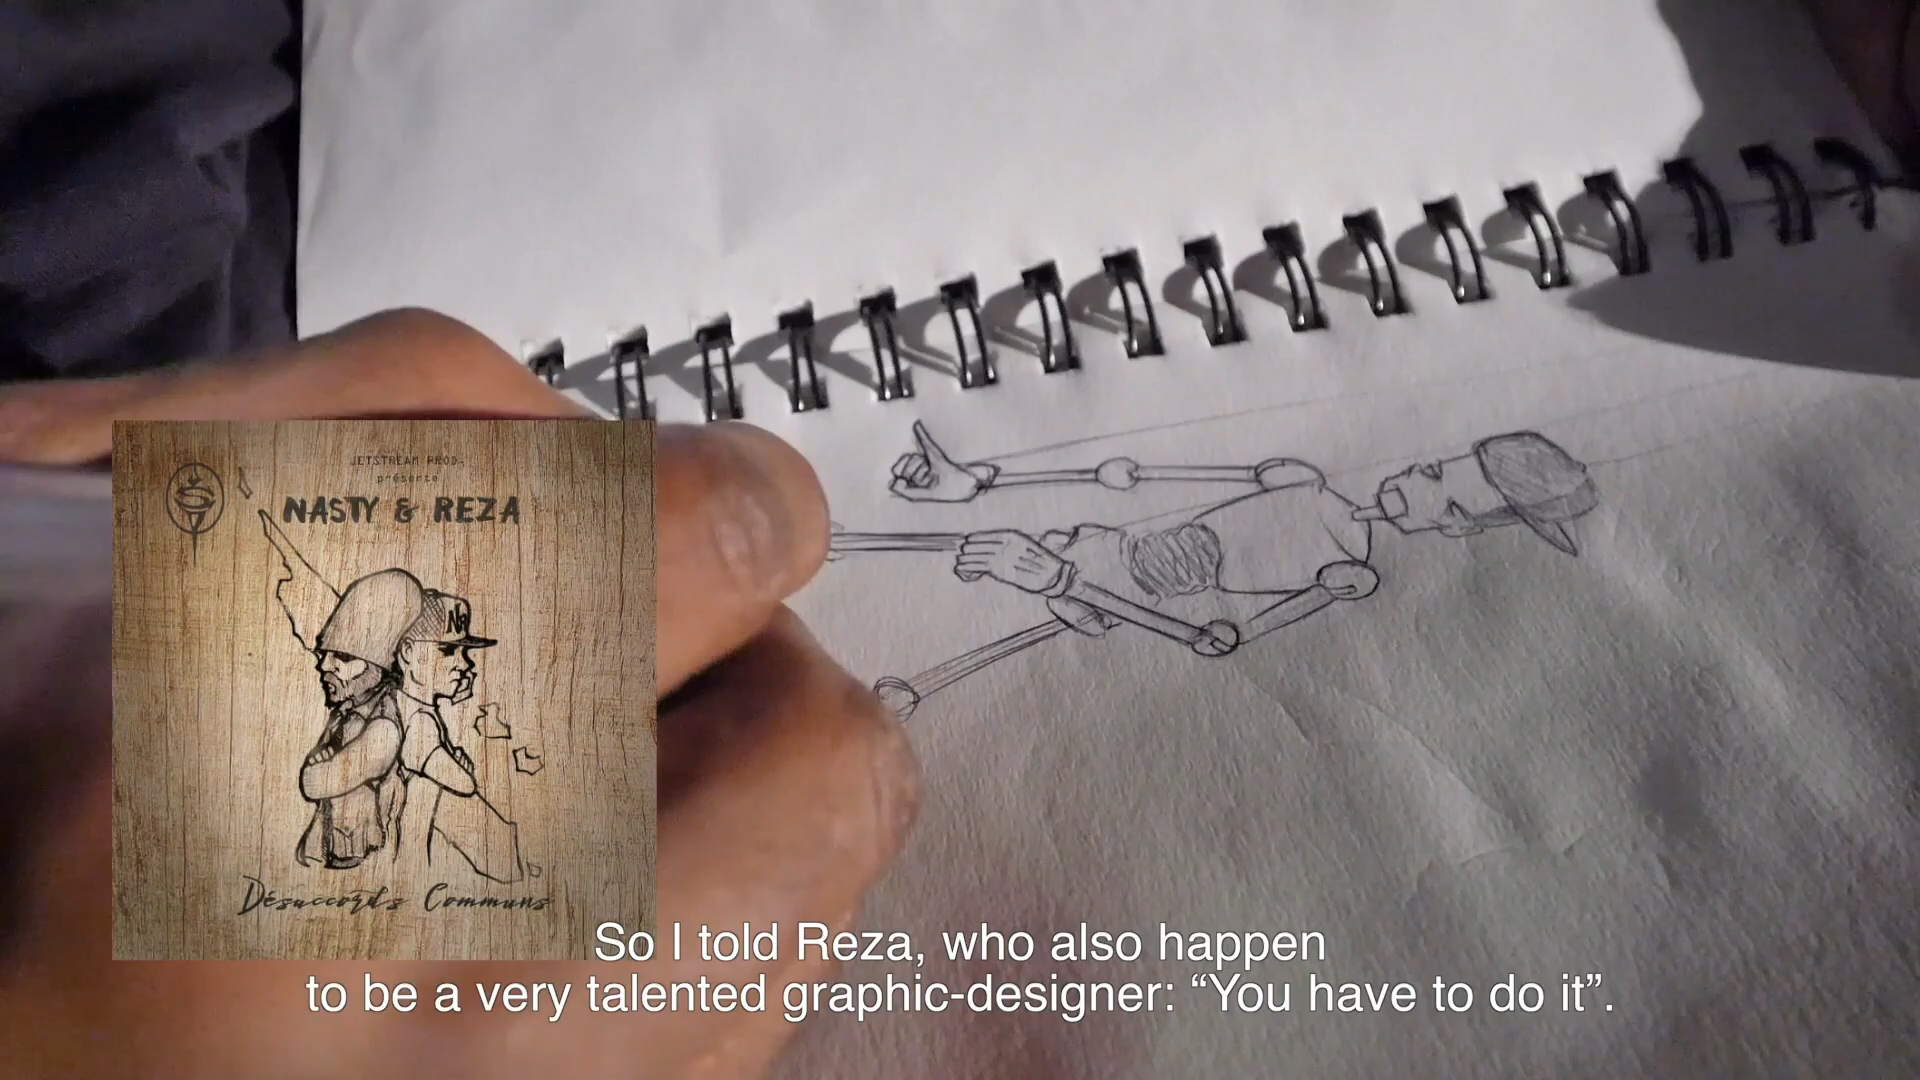 JETSTREAM PROD.
présente
NASTY & REZA
NR
Désaccords Communs
So I told Reza, who also happen
to be a very talented graphic-designer: “You have to do it”.